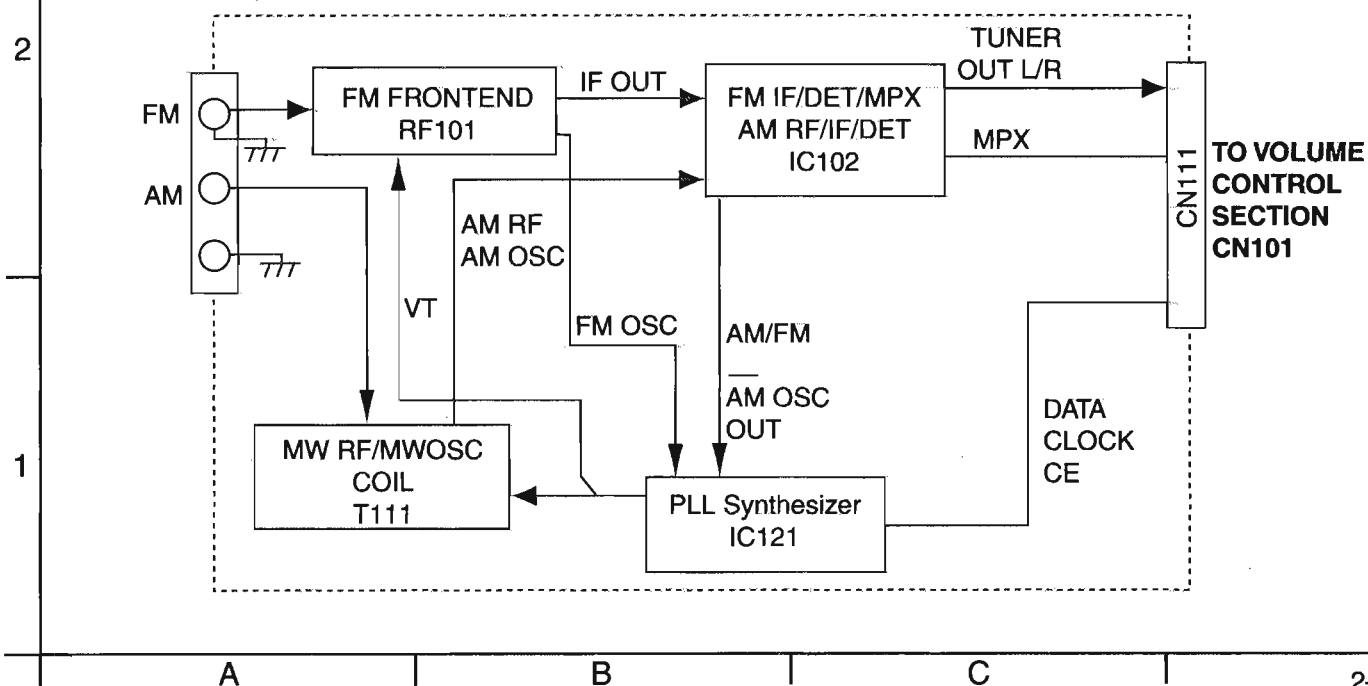 2
FM
AM
FM FRONTEND
RF101
IF OUT
FM IF/DET/MPX
AM RF/IF/DET
IC102
TUNER
OUT L/R
MPX
CN111
TO VOLUME
CONTROL
SECTION
CN101
AM RF
AM OSC
VT
FM OSC
AM/FM
AM OSC
OUT
1
MW RF/MWOSC
COIL
T111
PLL Synthesizer
IC121
DATA
CLOCK
CE
A
B
C
2-